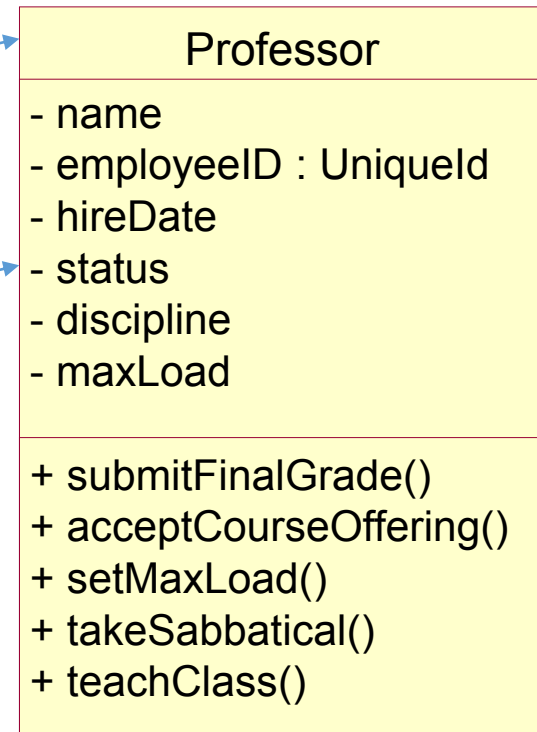 Professor
- name
- employeeID : UniqueId
- hireDate
- status
- discipline
- maxLoad
+ submitFinalGrade()
+ acceptCourseOffering()
+ setMaxLoad()
+ takeSabbatical()
+ teachClass()